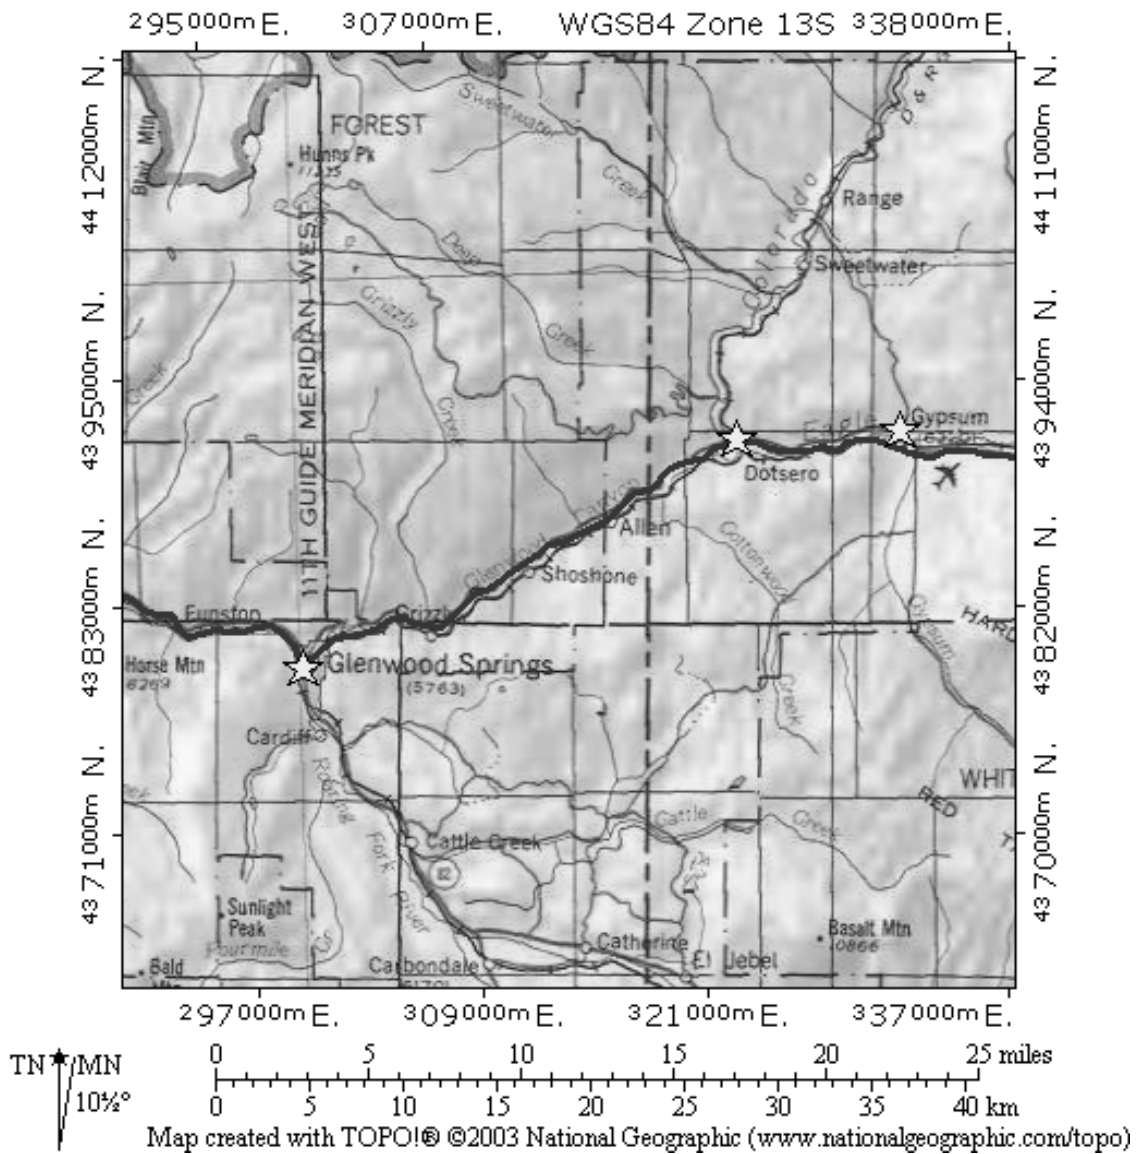 295000m E. 307000m E. WGS84 Zone 13S 338000m E.
4412000m N.
4411000m N.
4395000m N.
4394000m N.
4383000m N.
4382000m N.
4371000m N.
4370000m N.
Blair Mtn
FOREST
Hunns Pk
11235
Sweetwater
Creek
Colorado
D & R
Range
Sweetwater
11TH GUIDE MERIDIAN WEST
Deep
Creek
Grizzly
Creek
Creek
Eagle
Gypsum
Dotsero
Glenwood Canyon
Allen
Shoshone
Cottonwood
Creek
Gypsum
HARD
Funston
Grizzly
Horse Mtn
8269
Glenwood Springs
(5763)
Cardiff
Roaring
Fork
River
WHIT
RED
Cattle Creek
82
Cattle
Creek
Sunlight
Peak
Fourmile
Cr
Basalt Mtn
10866
Catherine
Bald
Carbondale
El Jebel
297000m E. 309000m E. 321000m E. 337000m E.
TN MN
10½°
0 5 10 15 20 25 miles
0 5 10 15 20 25 30 35 40 km
Map created with TOPO!® ©2003 National Geographic (www.nationalgeographic.com/topo)